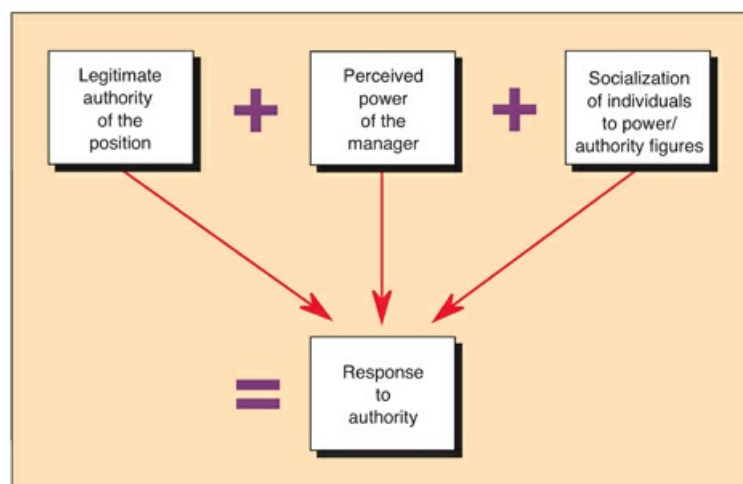 Legitimate
authority
of the
position
+
Perceived
power
of the
manager
+
Socialization
of individuals
to power/
authority figures
=
Response
to
authority